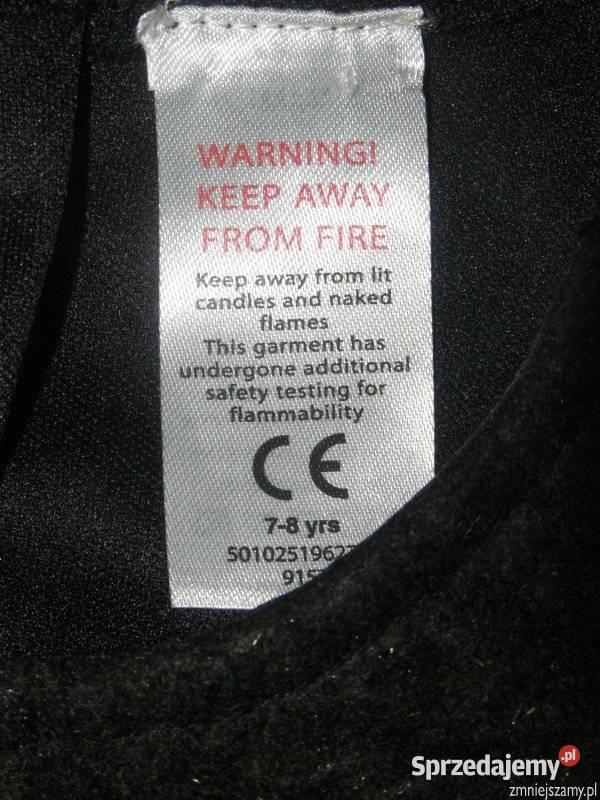 WARNING!
KEEP AWAY
FROM FIRE
Keep away from lit
candles and naked
flames
This garment has
undergone additional
safety testing for
flammability
CE
7-8 yrs
Sprzedajemy.pl
zmniejszamy.pl